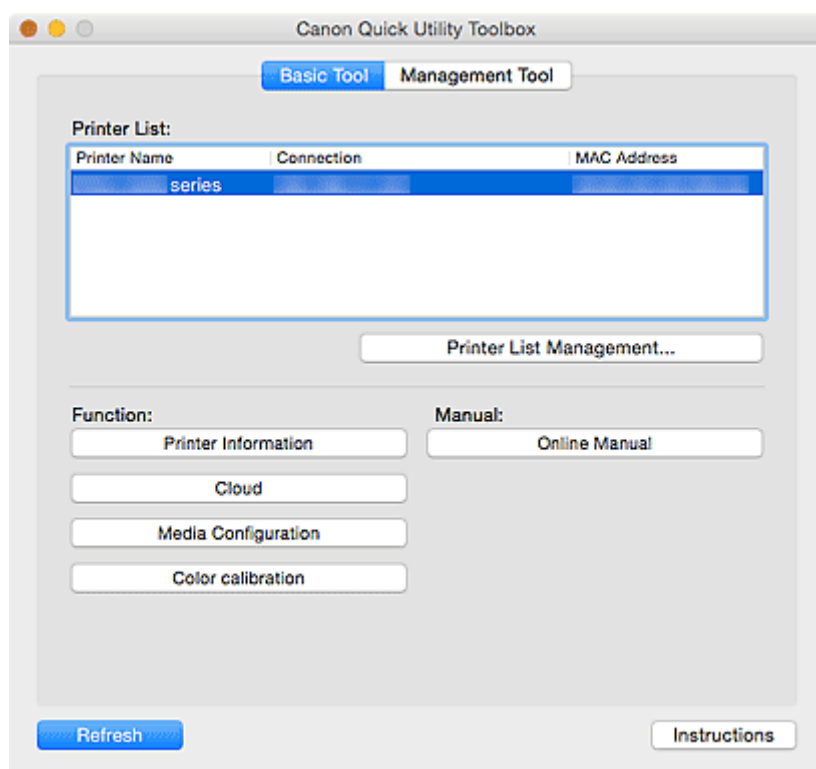 Canon Quick Utility Toolbox
Basic Tool Management Tool
Printer List:
Printer Name Connection MAC Address
series
Printer List Management...
Function: Manual:
Printer Information Online Manual
Cloud
Media Configuration
Color calibration
Refresh Instructions